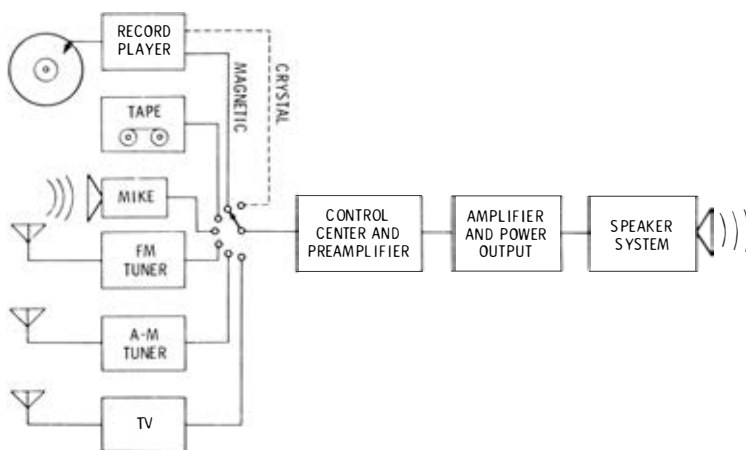 RECORD
PLAYER
CRYSTAL
MAGNETIC
TAPE
MIKE
FM
TUNER
A-M
TUNER
TV
CONTROL
CENTER AND
PREAMPLIFIER
AMPLIFIER
AND POWER
OUTPUT
SPEAKER
SYSTEM